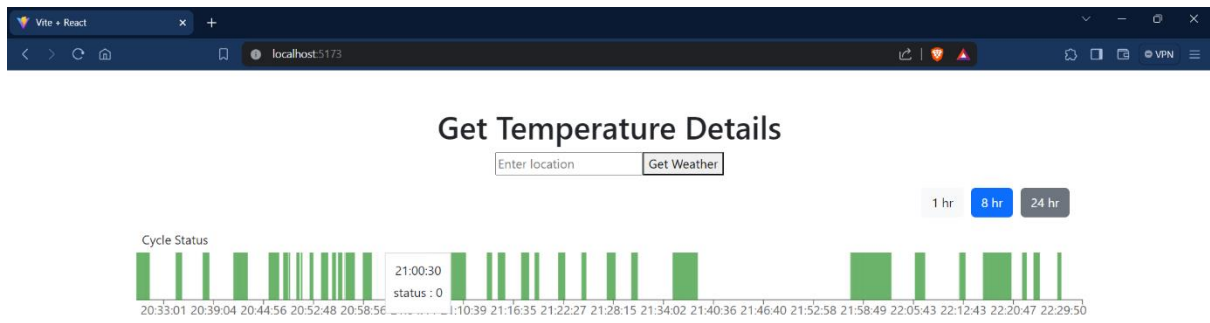 Vite + React
localhost:5173
VPN
Get Temperature Details
Enter location Get Weather
1 hr 8 hr 24 hr
Cycle Status
21:00:30
status : 0
20:33:01 20:39:04 20:44:56 20:52:48 20:58:56 21:10:39 21:16:35 21:22:27 21:28:15 21:34:02 21:40:36 21:46:40 21:52:58 21:58:49 22:05:43 22:12:43 22:20:47 22:29:50